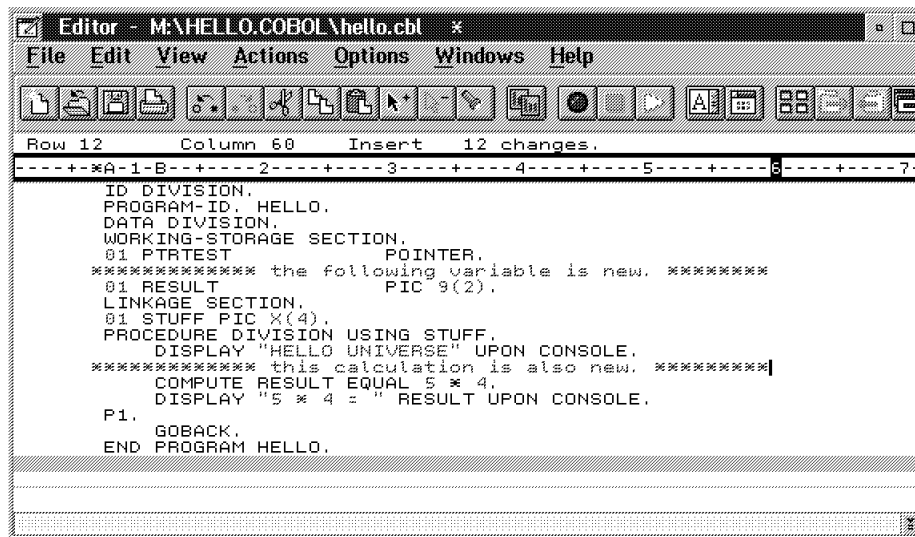 Editor - M:\HELLO.COBOL\hello.cbl *
File Edit View Actions Options Windows Help
Row 12 Column 60 Insert 12 changes.
----+-*A-1-B--+----2----+----3----+----4----+----5----+----6----+----7-
ID DIVISION.
PROGRAM-ID. HELLO.
DATA DIVISION.
WORKING-STORAGE SECTION.
01 PTRTEST POINTER.
************* the following variable is new. ********
01 RESULT PIC 9(2).
LINKAGE SECTION.
01 STUFF PIC X(4).
PROCEDURE DIVISION USING STUFF.
DISPLAY "HELLO UNIVERSE" UPON CONSOLE.
************* this calculation is also new. *********
COMPUTE RESULT EQUAL 5 * 4.
DISPLAY "5 * 4 = " RESULT UPON CONSOLE.
P1.
GOBACK.
END PROGRAM HELLO.